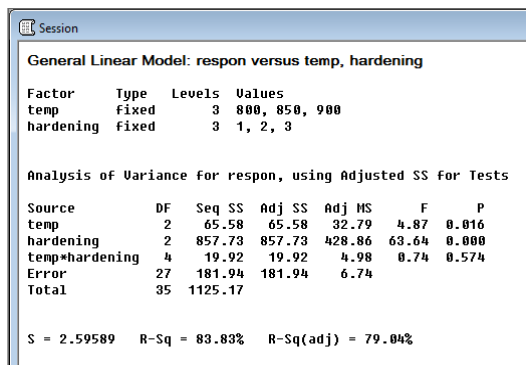 Session
General Linear Model: respon versus temp, hardening
Factor Type Levels Values
temp fixed 3 800, 850, 900
hardening fixed 3 1, 2, 3
Analysis of Variance for respon, using Adjusted SS for Tests
Source DF Seq SS Adj SS Adj MS F P
temp 2 65.58 65.58 32.79 4.87 0.016
hardening 2 857.73 857.73 428.86 63.64 0.000
temp*hardening 4 19.92 19.92 4.98 0.74 0.574
Error 27 181.94 181.94 6.74
Total 35 1125.17
S = 2.59589 R-Sq = 83.83% R-Sq(adj) = 79.04%